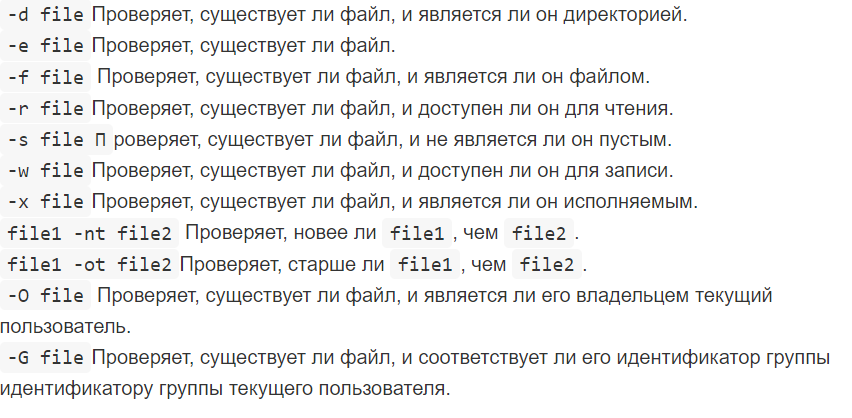 -d file Проверяет, существует ли файл, и является ли он директорией.
-e file Проверяет, существует ли файл.
-f file Проверяет, существует ли файл, и является ли он файлом.
-r file Проверяет, существует ли файл, и доступен ли он для чтения.
-s file П роверяет, существует ли файл, и не является ли он пустым.
-w file Проверяет, существует ли файл, и доступен ли он для записи.
-x file Проверяет, существует ли файл, и является ли он исполняемым.
file1 -nt file2 Проверяет, новее ли file1, чем file2.
file1 -ot file2 Проверяет, старше ли file1, чем file2.
-O file Проверяет, существует ли файл, и является ли его владельцем текущий
пользователь.
-G file Проверяет, существует ли файл, и соответствует ли его идентификатор группы
идентификатору группы текущего пользователя.